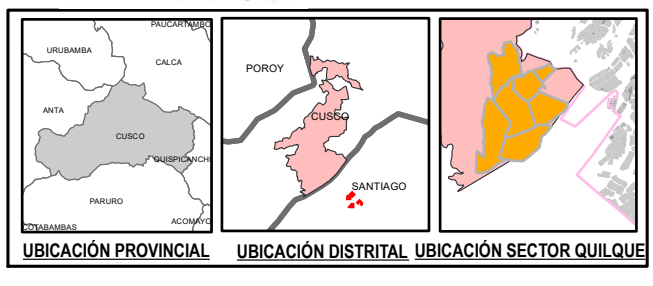 PAUCARTAMBO
URUBAMBA
CALCA
ANTA
CUSCO
QUISPICANCHI
PARURO
ACOMAYO
COTABAMBAS
UBICACIÓN PROVINCIAL
POROY
CUSCO
SANTIAGO
UBICACIÓN DISTRITAL
UBICACIÓN SECTOR QUILQUE